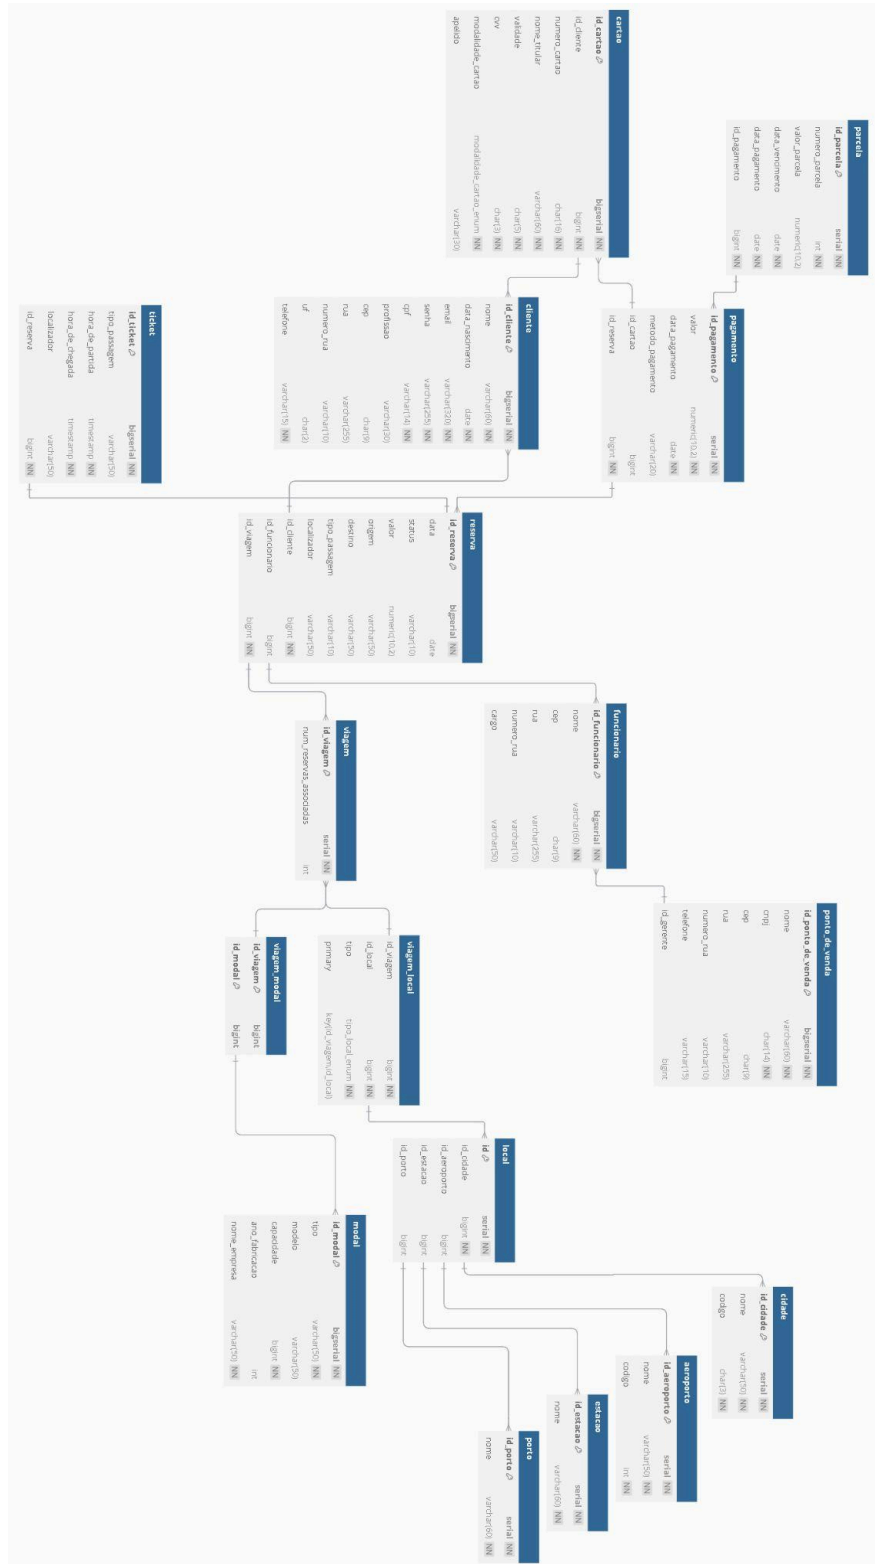 cartao
id_cartao bigserial NN
id_cliente bigint NN
numero_cartao char(16) NN
nome_titular varchar(60) NN
validade char(5) NN
cvv char(3) NN
modalidade_cartao modalidade_cartao_enum NN
apelido varchar(30)
parcela
id_parcela serial NN
numero_parcela int NN
valor_parcela numeric(10,2)
data_vencimento date NN
data_pagamento date NN
id_pagamento bigint NN
cliente
id_cliente bigserial NN
nome varchar(60) NN
data_nascimento date NN
email varchar(320) NN
senha varchar(255) NN
cpf varchar(14) NN
profissao varchar(30)
cep char(9)
rua varchar(255)
numero_rua varchar(10)
uf char(2)
telefone varchar(15) NN
pagamento
id_pagamento serial NN
valor numeric(10,2) NN
data_pagamento date NN
metodo_pagamento varchar(20)
id_cartao bigint
id_reserva bigint NN
ticket
id_ticket bigserial NN
tipo_passagem varchar(50)
hora_de_partida timestamp NN
hora_de_chegada timestamp NN
localizador varchar(50)
id_reserva bigint NN
reserva
id_reserva bigserial NN
data date
status varchar(10) NN
valor numeric(10,2)
origem varchar(50) NN
destino varchar(50) NN
tipo_passagem varchar(10) NN
localizador varchar(50) NN
id_cliente bigint NN
id_funcionario bigint
id_viagem bigint NN
funcionario
id_funcionario bigserial NN
nome varchar(60) NN
cep char(9)
rua varchar(255)
numero_rua varchar(10)
cargo varchar(50)
viagem
id_viagem serial NN
num_reservas_associadas int
ponto_de_venda
id_ponto_de_venda bigserial NN
nome varchar(60) NN
cnpj char(14) NN
cep char(9)
rua varchar(255)
numero_rua varchar(10)
telefone varchar(15)
id_gerente bigint
viagem_local
id_viagem bigint NN
id_local bigint NN
tipo tipo_local_enum NN
primary key(id_viagem,id_local)
viagem_modal
id_viagem bigint
id_modal bigint
local
id serial NN
id_cidade bigint NN
id_aeroporto bigint
id_estacao bigint
id_porto bigint
modal
id_modal bigserial NN
tipo varchar(50) NN
modelo varchar(50)
capacidade bigint NN
ano_fabricacao int
nome_empresa varchar(50) NN
cidade
id_cidade serial NN
nome varchar(50) NN
codigo char(3) NN
aeroporto
id_aeroporto serial NN
nome varchar(50) NN
codigo int NN
estacao
id_estacao serial NN
nome varchar(60) NN
porto
id_porto serial NN
nome varchar(60) NN